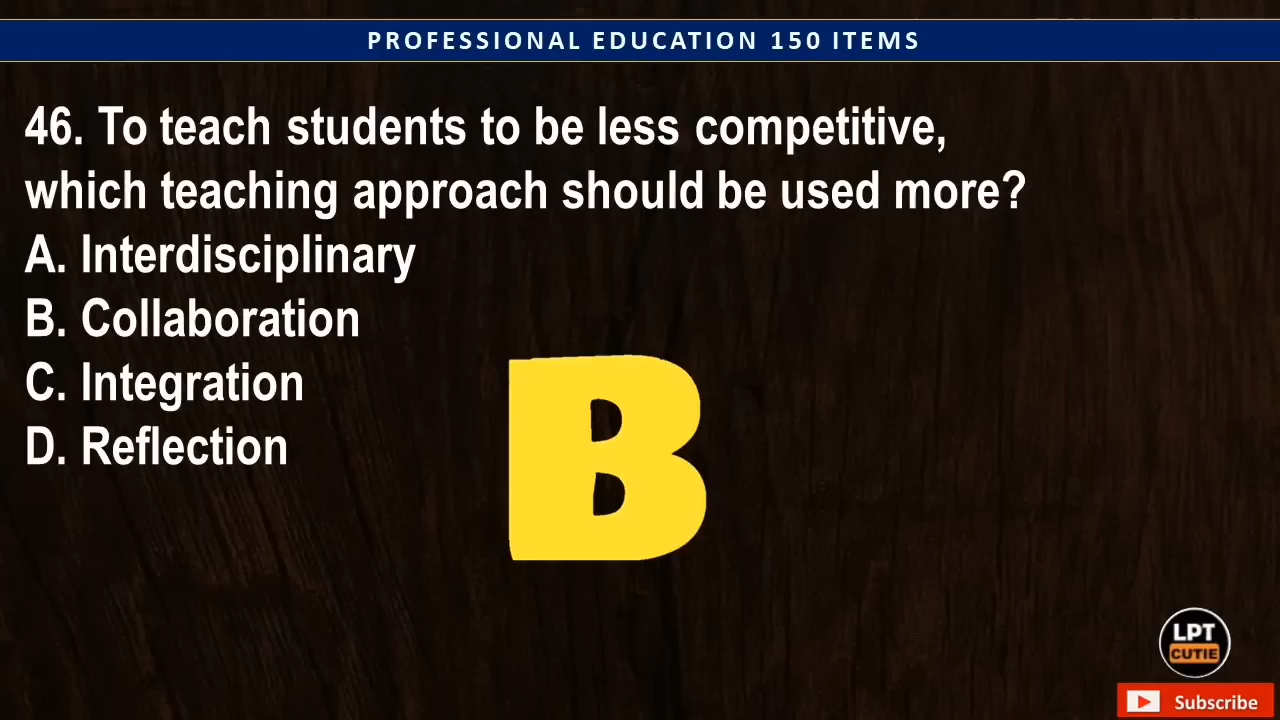 PROFESSIONAL EDUCATION 150 ITEMS
46. To teach students to be less competitive,
which teaching approach should be used more?
A. Interdisciplinary
B. Collaboration
C. Integration
D. Reflection
B
LPT
CUTIE
Subscribe